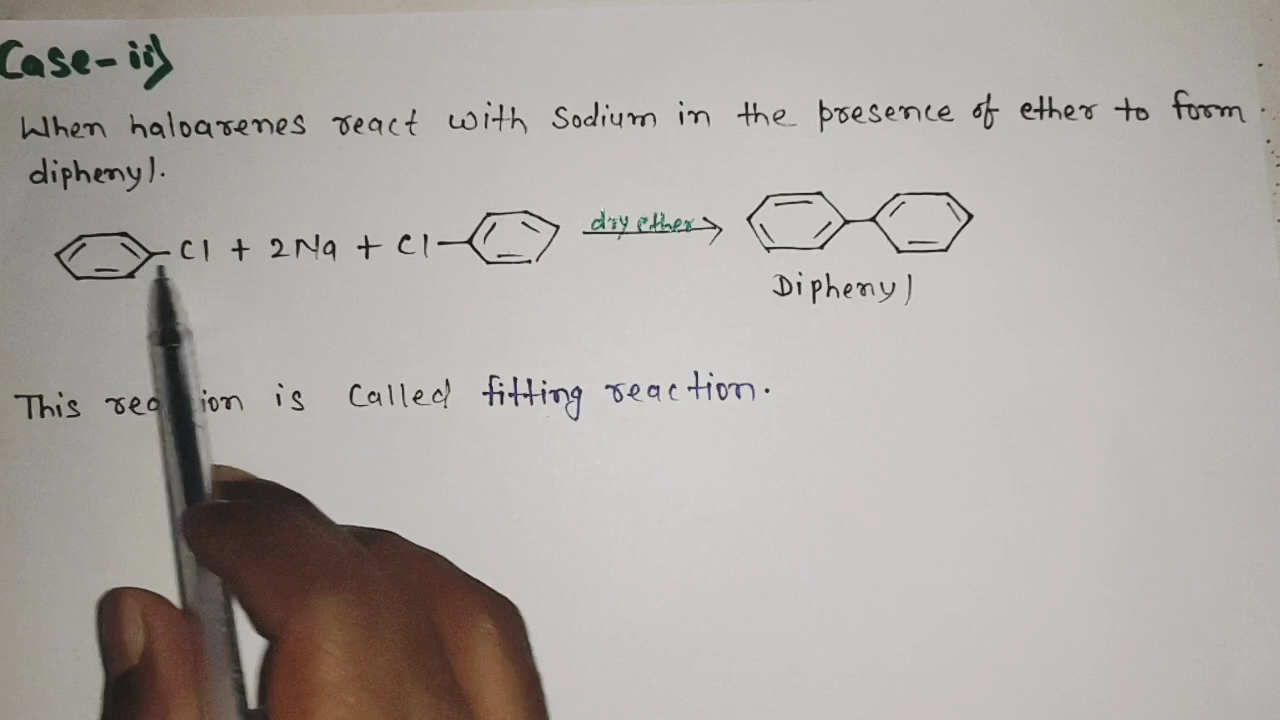 Case-ii)
When haloarenes react with Sodium in the presence of ether to form
diphenyl.
Cl + 2Na + Cl dry ether
Diphenyl
This reaction is Called fitting reaction.